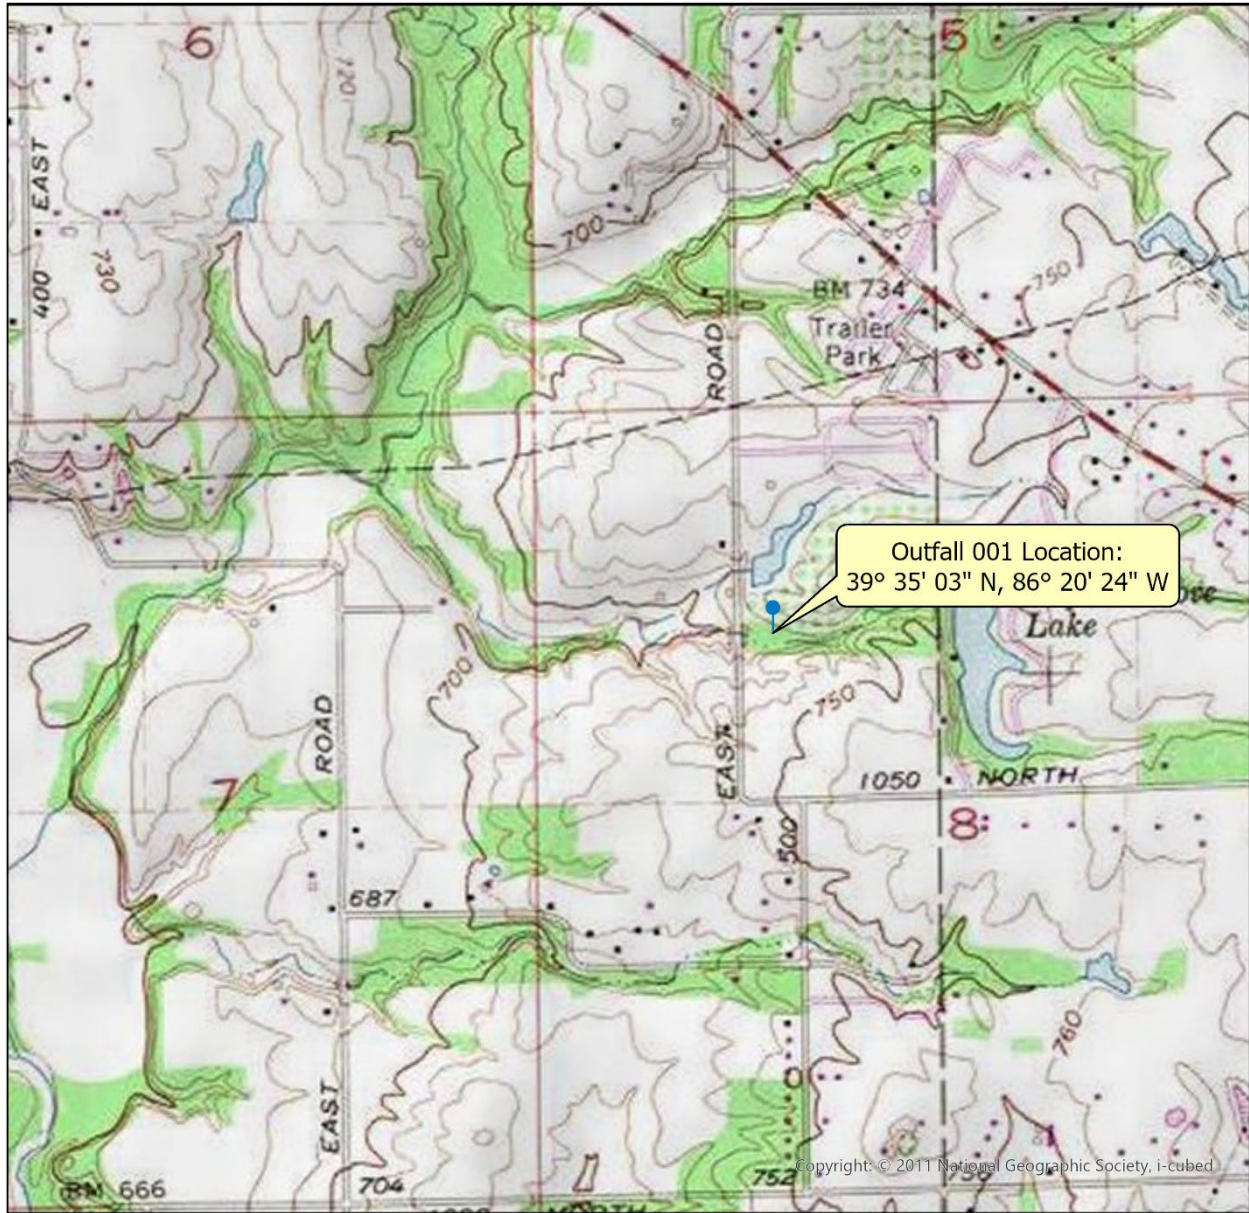 6
5
120
400 EAST
730
700
BM 734
750
Trailer
Park
ROAD
Outfall 001 Location:
39° 35' 03" N, 86° 20' 24" W
Lake
700
750
ROAD
EAST
1050 NORTH
7
8
500
687
760
EAST
Copyright: © 2011 National Geographic Society, i-cubed
BM 666
704
752
NORTH